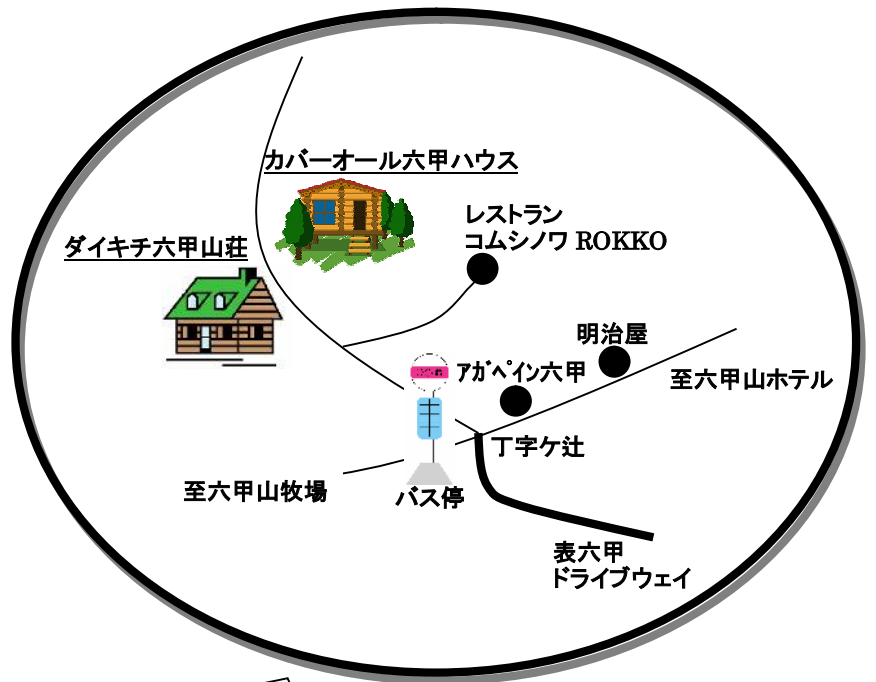 カバーオール六甲ハウス
レストラン
コムシノワ ROKKO
ダイキチ六甲山荘
明治屋
アガペイン六甲
至六甲山ホテル
丁字ケ辻
至六甲山牧場
バス停
表六甲
ドライブウェイ